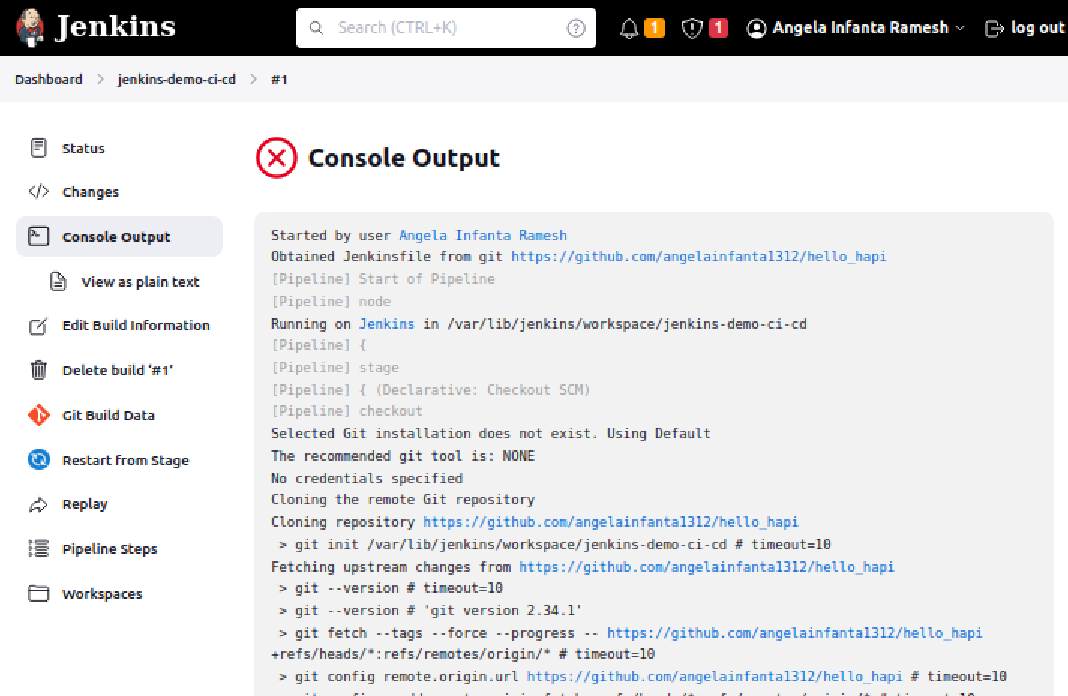 Jenkins
Search (CTRL+K)
1
1
Angela Infanta Ramesh
log out
Dashboard > jenkins-demo-ci-cd > #1
Status
Changes
Console Output
View as plain text
Edit Build Information
Delete build ‘#1’
Git Build Data
Restart from Stage
Replay
Pipeline Steps
Workspaces
Console Output
Started by user Angela Infanta Ramesh
Obtained Jenkinsfile from git https://github.com/angelainfanta1312/hello_hapi
[Pipeline] Start of Pipeline
[Pipeline] node
Running on Jenkins in /var/lib/jenkins/workspace/jenkins-demo-ci-cd
[Pipeline] {
[Pipeline] stage
[Pipeline] { (Declarative: Checkout SCM)
[Pipeline] checkout
Selected Git installation does not exist. Using Default
The recommended git tool is: NONE
No credentials specified
Cloning the remote Git repository
Cloning repository https://github.com/angelainfanta1312/hello_hapi
> git init /var/lib/jenkins/workspace/jenkins-demo-ci-cd # timeout=10
Fetching upstream changes from https://github.com/angelainfanta1312/hello_hapi
> git --version # timeout=10
> git --version # 'git version 2.34.1'
> git fetch --tags --force --progress -- https://github.com/angelainfanta1312/hello_hapi
+refs/heads/*:refs/remotes/origin/* # timeout=10
> git config remote.origin.url https://github.com/angelainfanta1312/hello_hapi # timeout=10